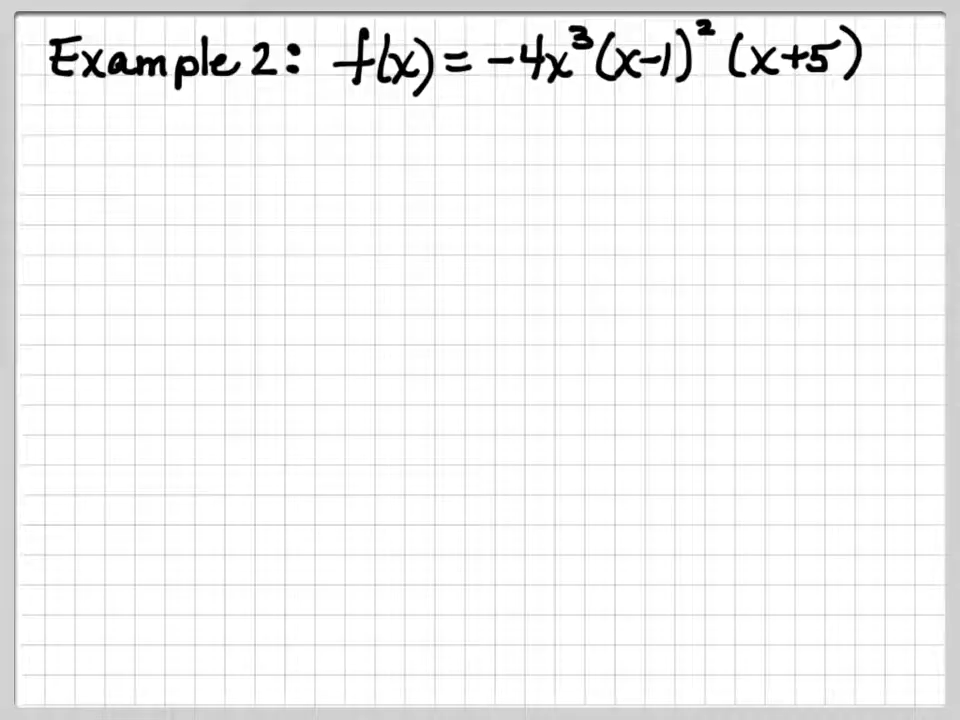 Example 2: f(x) = -4x³(x-1)² (x+5)